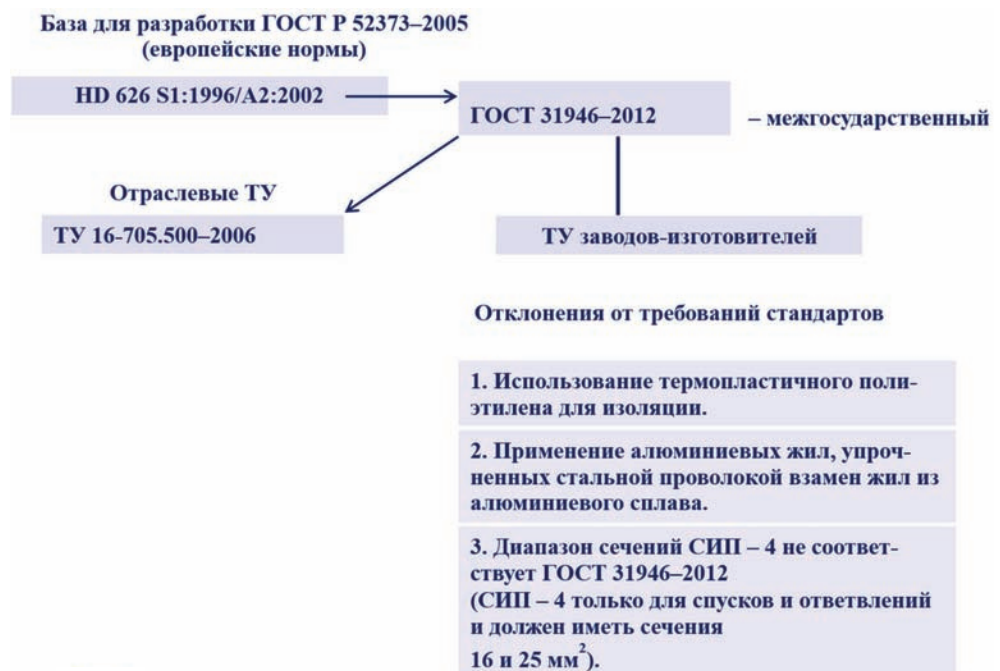 База для разработки ГОСТ Р 52373–2005
(европейские нормы)
HD 626 S1:1996/A2:2002
ГОСТ 31946–2012
– межгосударственный
Отраслевые ТУ
ТУ 16-705.500–2006
ТУ заводов-изготовителей
Отклонения от требований стандартов
1. Использование термопластичного поли-
этилена для изоляции.
2. Применение алюминиевых жил, упроч-
ненных стальной проволокой взамен жил из
алюминиевого сплава.
3. Диапазон сечений СИП – 4 не соответ-
ствует ГОСТ 31946–2012
(СИП – 4 только для спусков и ответвлений
и должен иметь сечения
16 и 25 мм²).